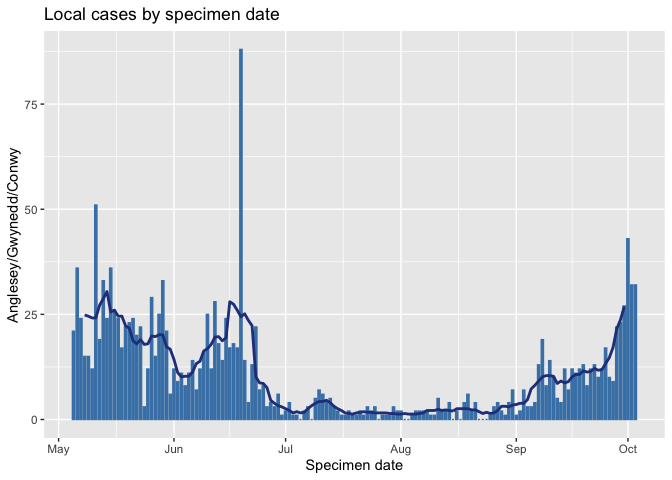 Local cases by specimen date
Anglesey/Gwynedd/Conwy
75
50
25
0
May Jun Jul Aug Sep Oct
Specimen date